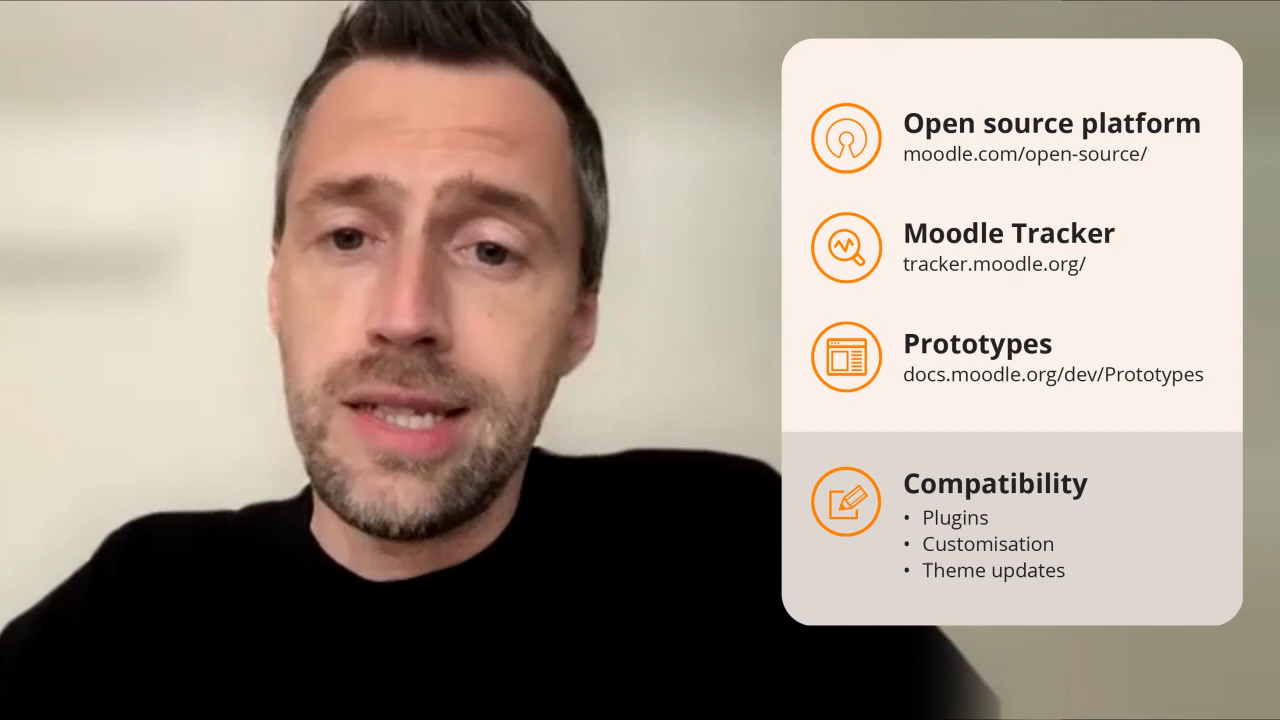 Open source platform
moodle.com/open-source/
Moodle Tracker
tracker.moodle.org/
Prototypes
docs.moodle.org/dev/Prototypes
Compatibility
• Plugins
• Customisation
• Theme updates